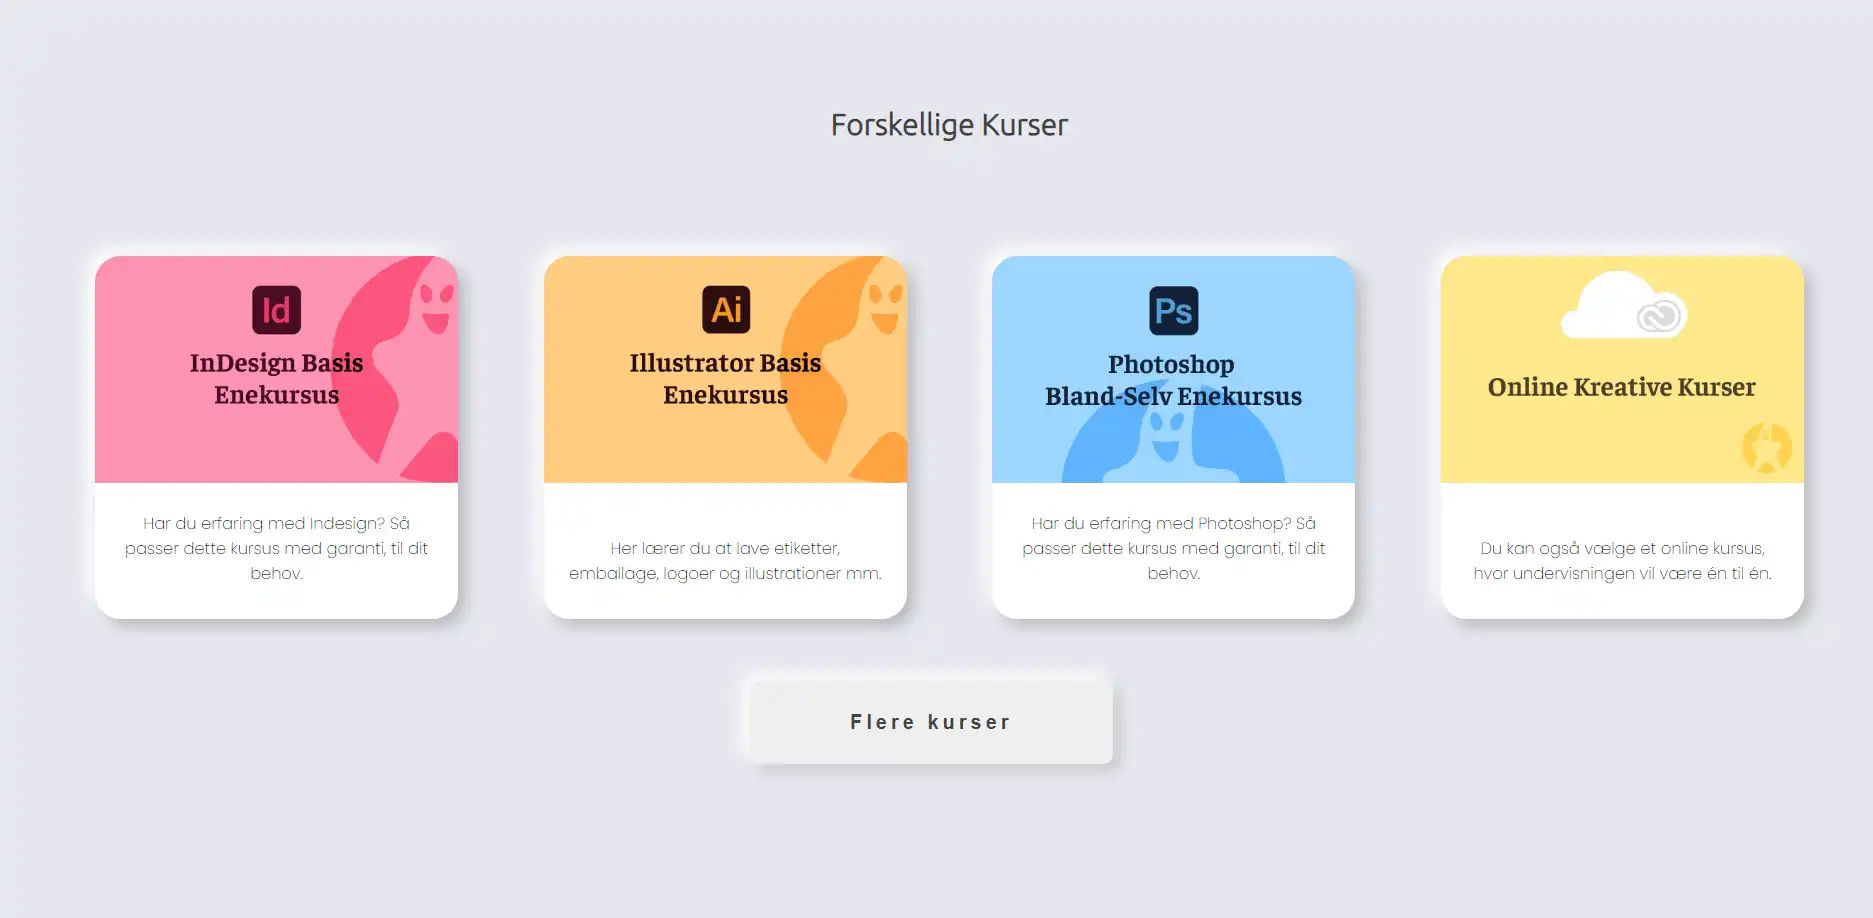 Forskellige Kurser
Id
InDesign Basis
Enekursus
Har du erfaring med Indesign? Så
passer dette kursus med garanti, til dit
behov.
Ai
Illustrator Basis
Enekursus
Her lærer du at lave etiketter,
emballage, logoer og illustrationer mm.
Ps
Photoshop
Bland-Selv Enekursus
Har du erfaring med Photoshop? Så
passer dette kursus med garanti, til dit
behov.
Online Kreative Kurser
Du kan også vælge et online kursus,
hvor undervisningen vil være én til én.
Flere kurser